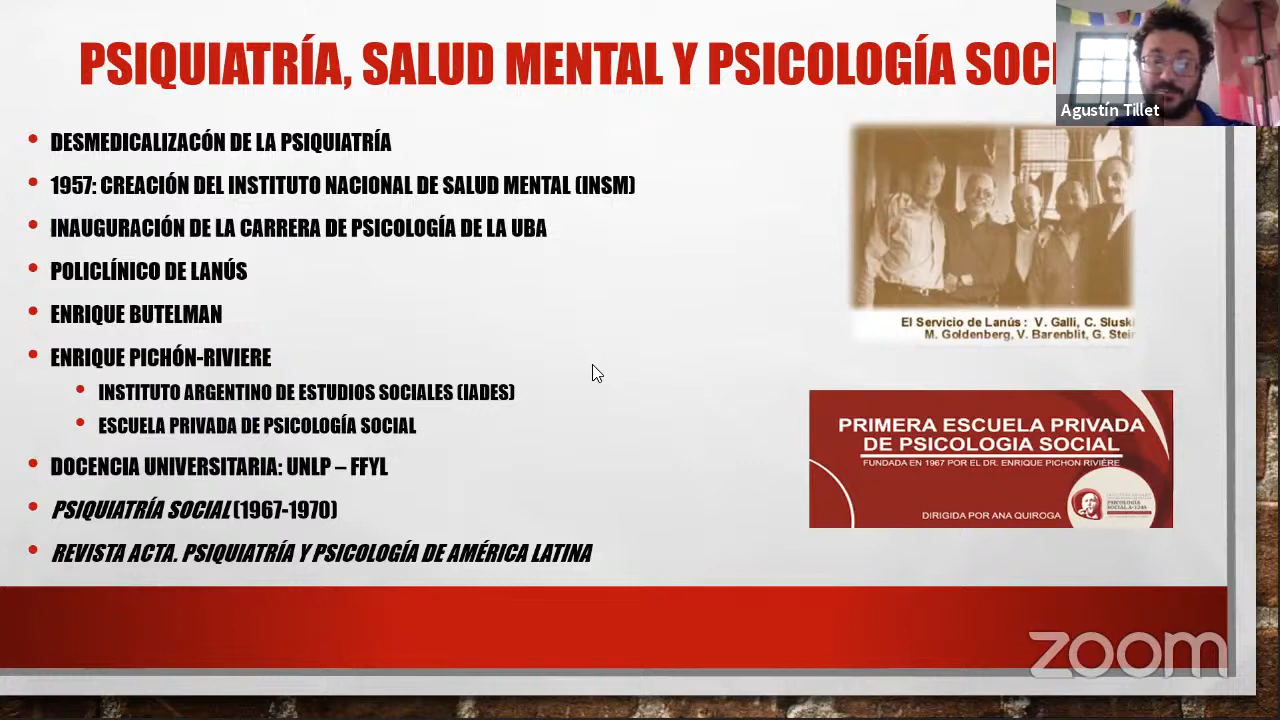 PSIQUIATRÍA, SALUD MENTAL Y PSICOLOGÍA SOCI
Agustín Tillet
DESMEDICALIZACÓN DE LA PSIQUIATRÍA
1957: CREACIÓN DEL INSTITUTO NACIONAL DE SALUD MENTAL (INSM)
INAUGURACIÓN DE LA CARRERA DE PSICOLOGÍA DE LA UBA
POLICLÍNICO DE LANÚS
ENRIQUE BUTELMAN
ENRIQUE PICHÓN-RIVIERE
INSTITUTO ARGENTINO DE ESTUDIOS SOCIALES (IADES)
ESCUELA PRIVADA DE PSICOLOGÍA SOCIAL
DOCENCIA UNIVERSITARIA: UNLP – FFYL
PSIQUIATRÍA SOCIAL (1967-1970)
REVISTA ACTA. PSIQUIATRÍA Y PSICOLOGÍA DE AMÉRICA LATINA
El Servicio de Lanús : V. Galli, C. Sluski
M. Goldenberg, V. Barenblit, G. Stein
PRIMERA ESCUELA PRIVADA
DE PSICOLOGIA SOCIAL
FUNDADA EN 1967 POR EL DR. ENRIQUE PICHON RIVIÈRE
PSICOLOGÍA
SOCIAL A-1245
DIRIGIDA POR ANA QUIROGA
zoom